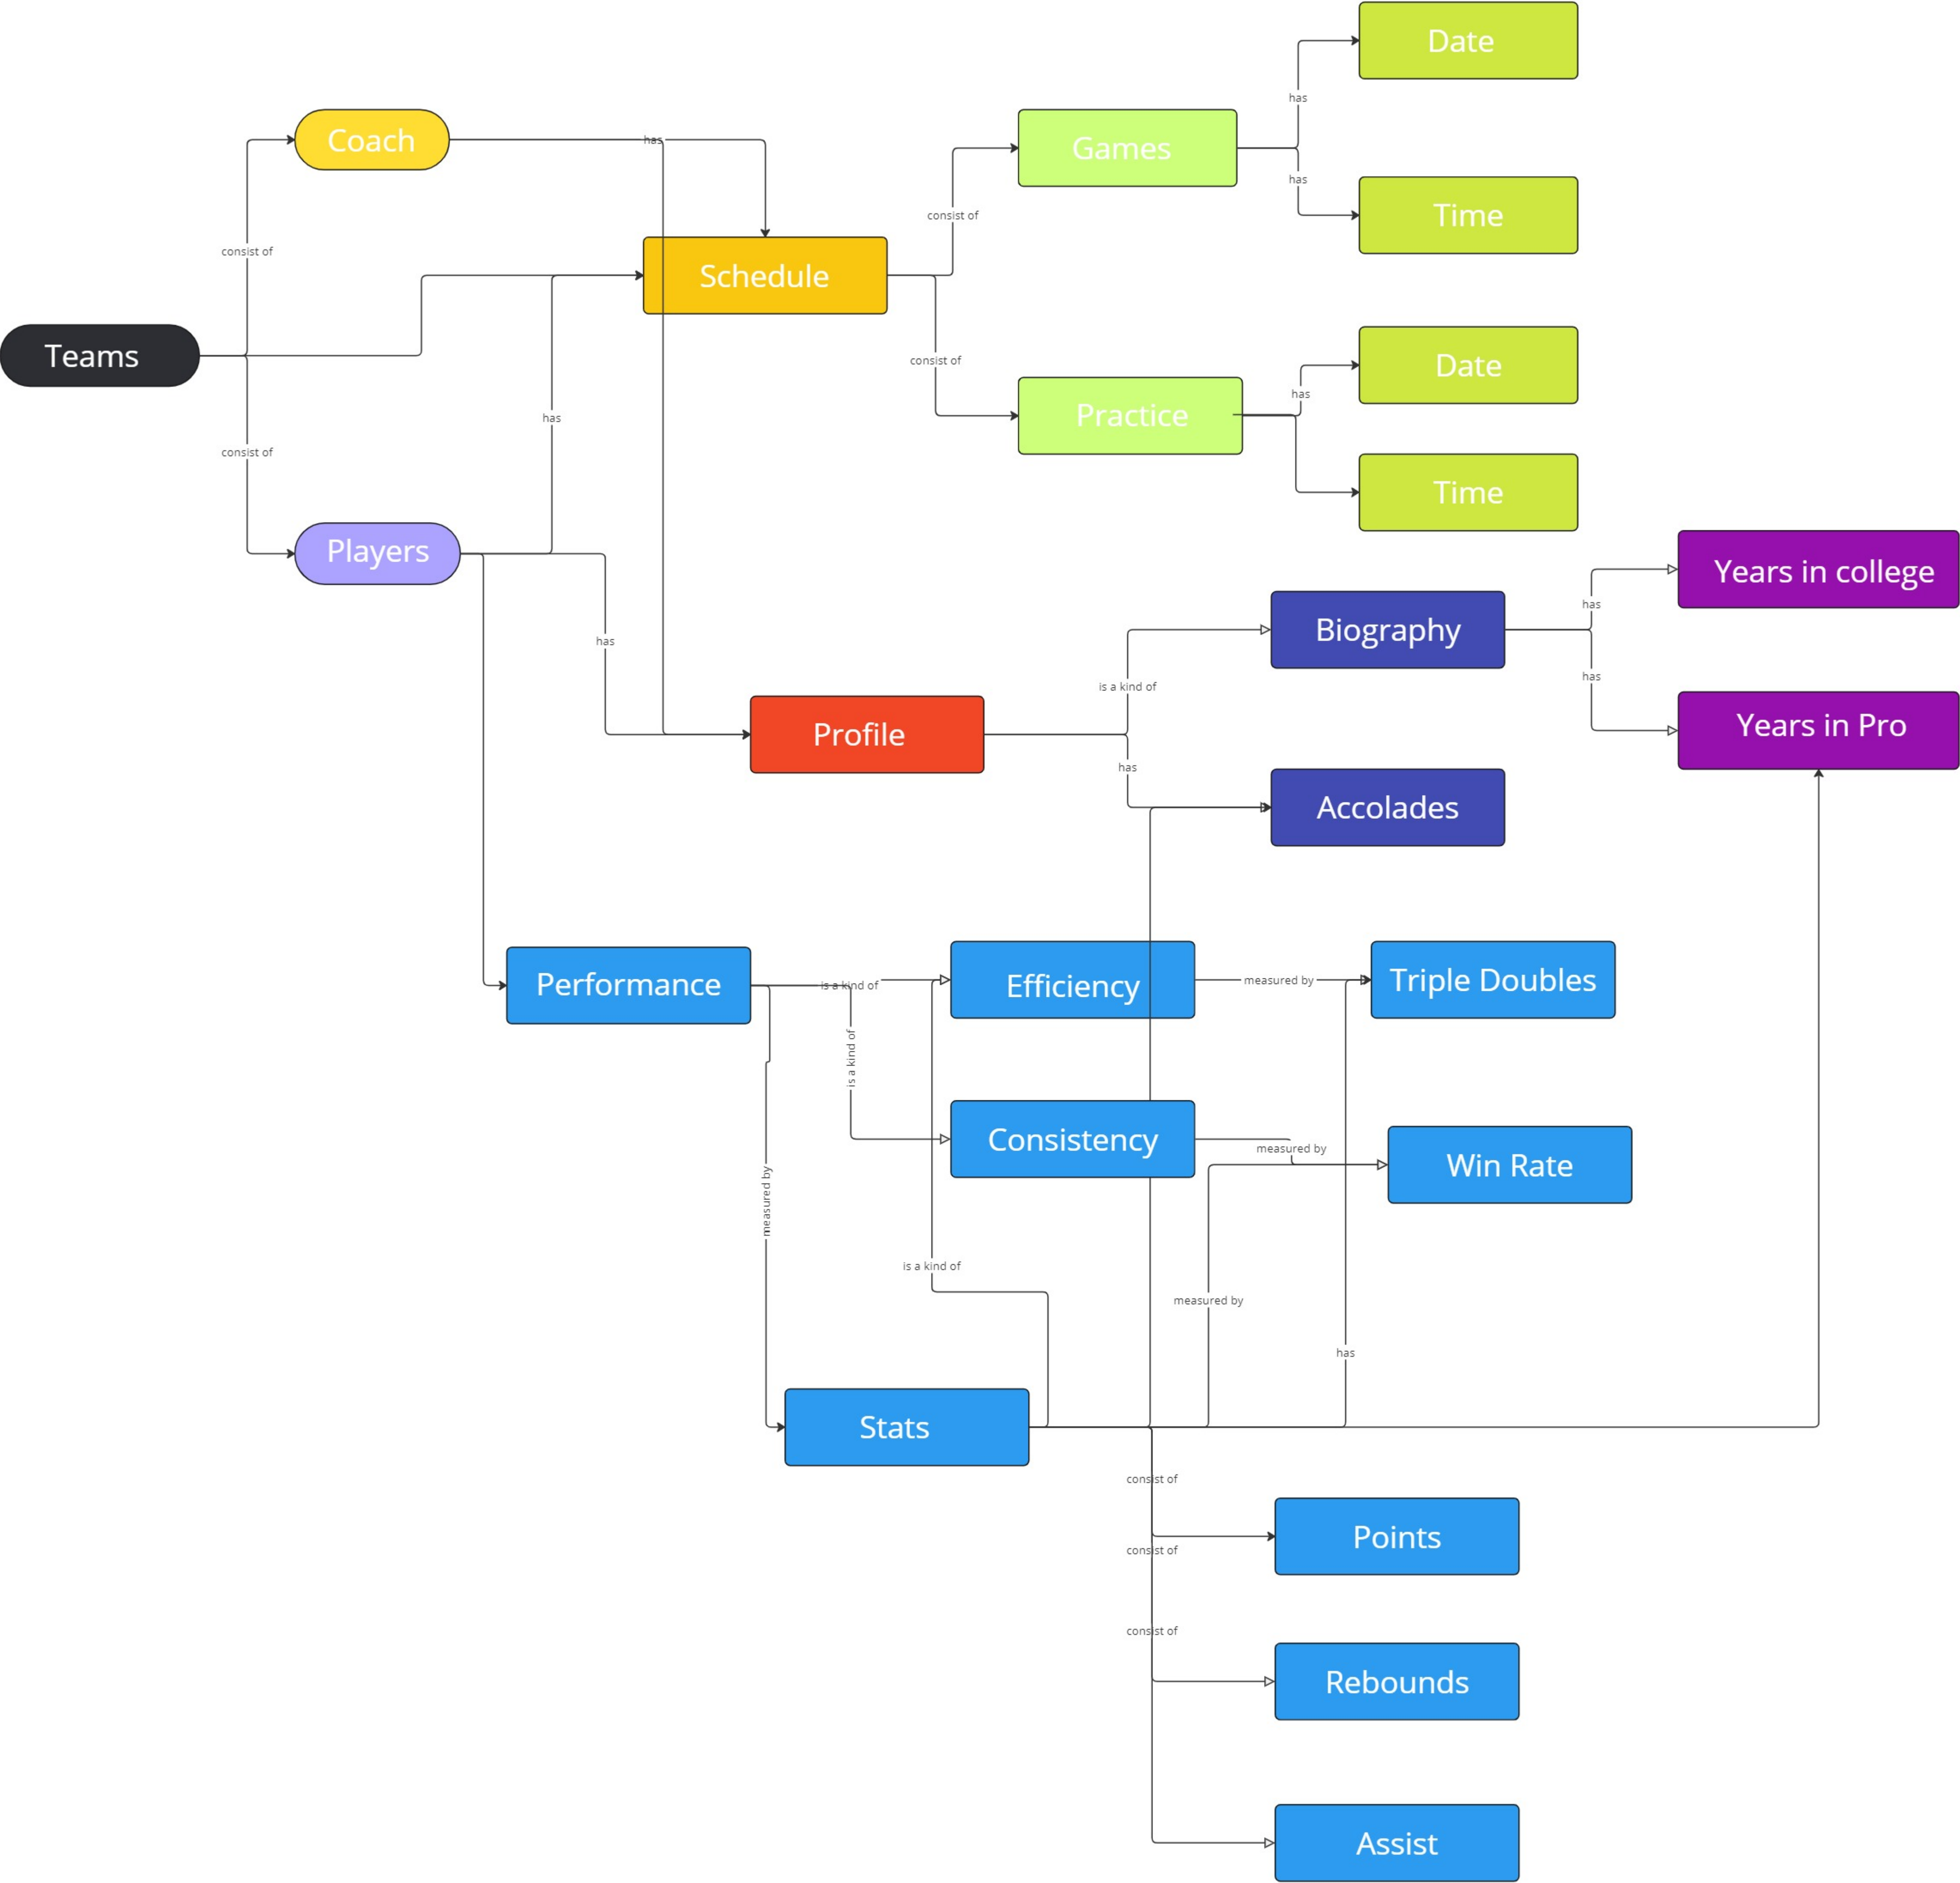 Date
has
Coach
has
Games
has
Time
consist of
consist of
Schedule
Teams
consist of
Date
has
Practice
has
consist of
Time
Players
Years in college
has
Biography
has
is a kind of
has
Years in Pro
Profile
has
Accolades
Performance
is a kind of
Efficiency
measured by
Triple Doubles
is a kind of
Consistency
measured by
Win Rate
measured by
is a kind of
measured by
has
Stats
consist of
Points
consist of
consist of
Rebounds
Assist